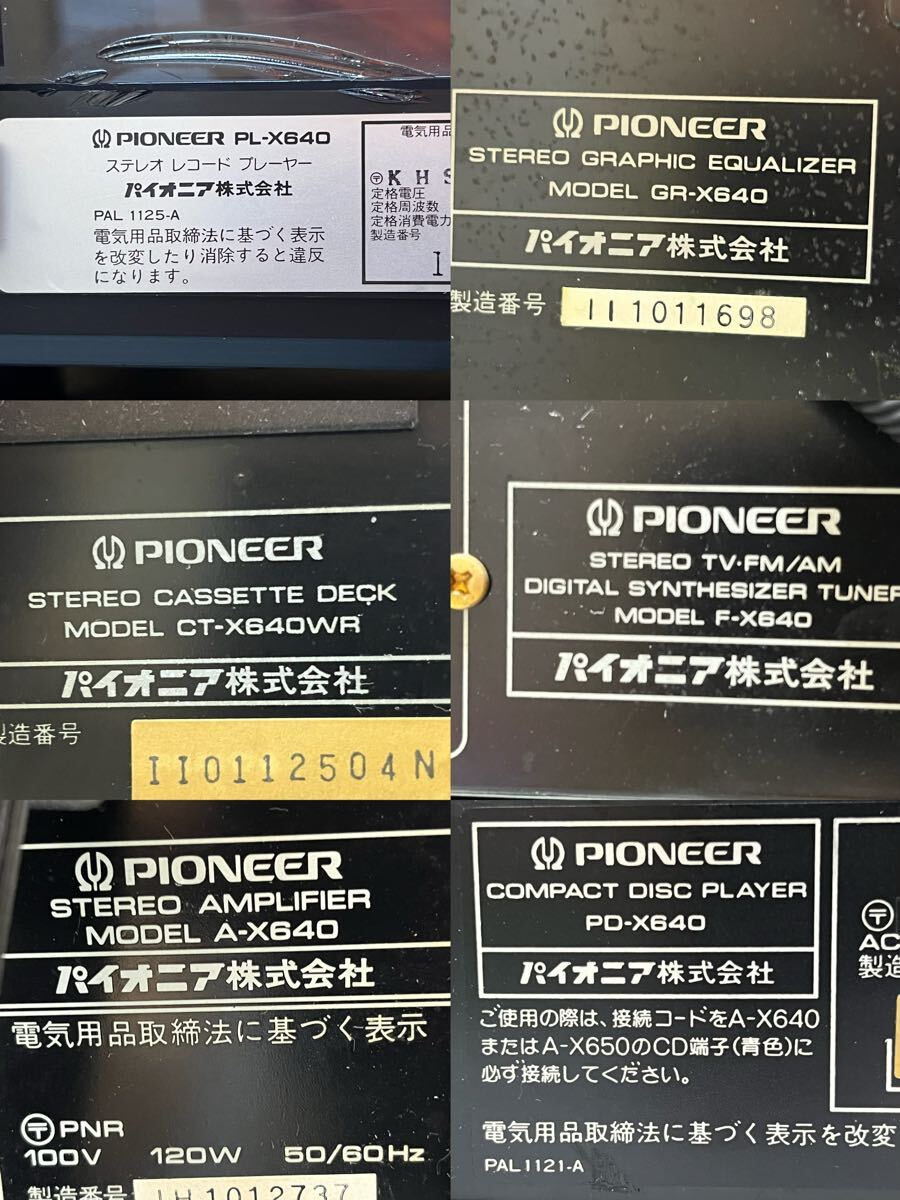 PIONEER PL-X640
ステレオ レコード プレーヤー
パイオニア株式会社
PAL 1125-A
電気用品取締法に基づく表示
を改変したり消除すると違反
になります。
電気用品
〒KHS
定格電圧
定格周波数
定格消費電力
製造番号
I
PIONEER
STEREO GRAPHIC EQUALIZER
MODEL GR-X640
パイオニア株式会社
製造番号 II1011698
PIONEER
STEREO CASSETTE DECK
MODEL CT-X640WR
パイオニア株式会社
製造番号 II0112504N
PIONEER
STEREO TV·FM/AM
DIGITAL SYNTHESIZER TUNER
MODEL F-X640
パイオニア株式会社
PIONEER
STEREO AMPLIFIER
MODEL A-X640
パイオニア株式会社
電気用品取締法に基づく表示
〒PNR
100V 120W 50/60Hz
製造番号 IH1012737
PIONEER
COMPACT DISC PLAYER
PD-X640
パイオニア株式会社
ご使用の際は、接続コードをA-X640
またはA-X650のCD端子(青色)に
必ず接続してください。
電気用品取締法に基づく表示を改変
PAL1121-A
〒
AC
製造